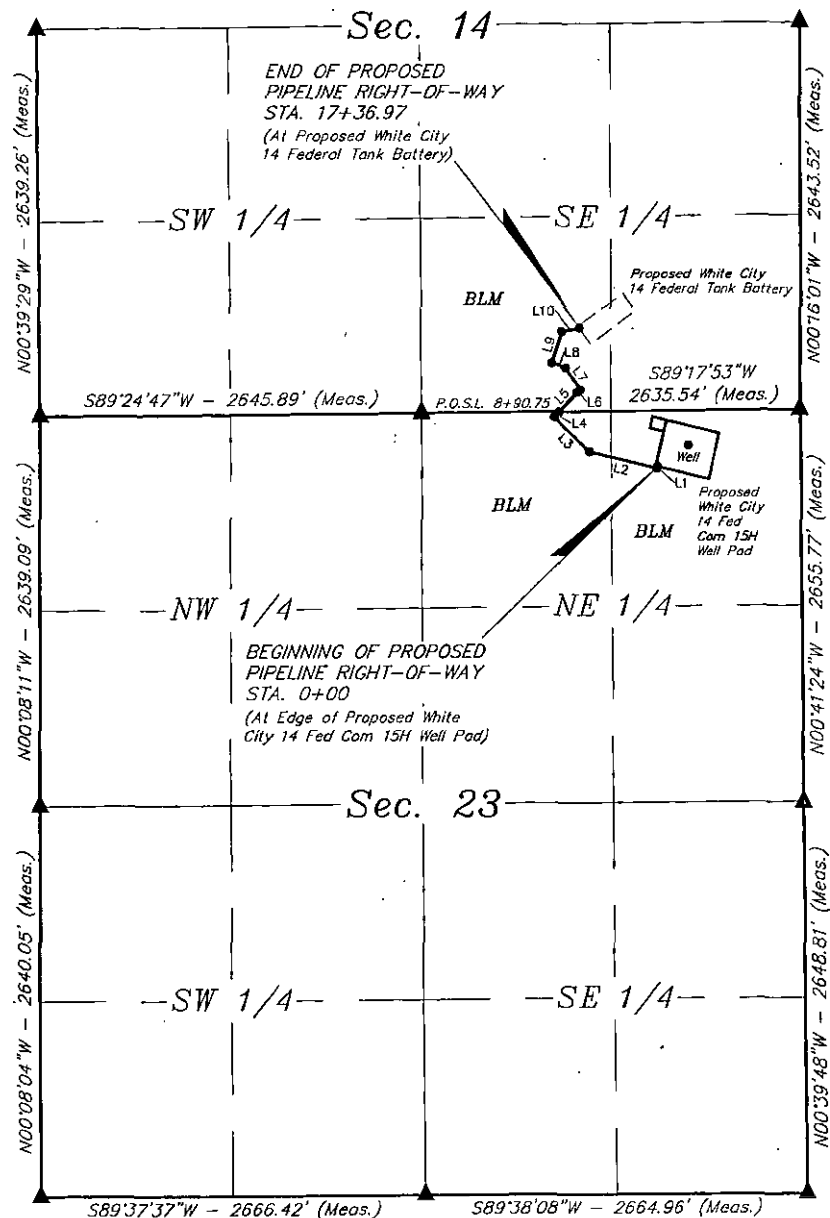 Sec. 14
END OF PROPOSED
PIPELINE RIGHT-OF-WAY
STA. 17+36.97
(At Proposed White City
14 Federal Tank Battery)
N00°39'29"W - 2639.26' (Meas.)
N00°16'01"W - 2643.52' (Meas.)
SW 1/4
SE 1/4
BLM
Proposed White City
14 Federal Tank Battery
L10
L9
L8
L7
L6
L5
L4
L3
L2
L1
S89°17'53"W
2635.54' (Meas.)
S89°24'47"W - 2645.89' (Meas.)
P.O.S.L. 8+90.75
Well
Proposed
White City
14 Fed
Com 15H
Well Pad
BLM
BLM
N00°08'11"W - 2639.09' (Meas.)
N00°41'24"W - 2655.77' (Meas.)
NW 1/4
NE 1/4
BEGINNING OF PROPOSED
PIPELINE RIGHT-OF-WAY
STA. 0+00
(At Edge of Proposed White
City 14 Fed Com 15H Well Pad)
Sec. 23
N00°08'04"W - 2640.05' (Meas.)
N00°39'48"W - 2648.81' (Meas.)
SW 1/4
SE 1/4
S89°37'37"W - 2666.42' (Meas.)
S89°38'08"W - 2664.96' (Meas.)